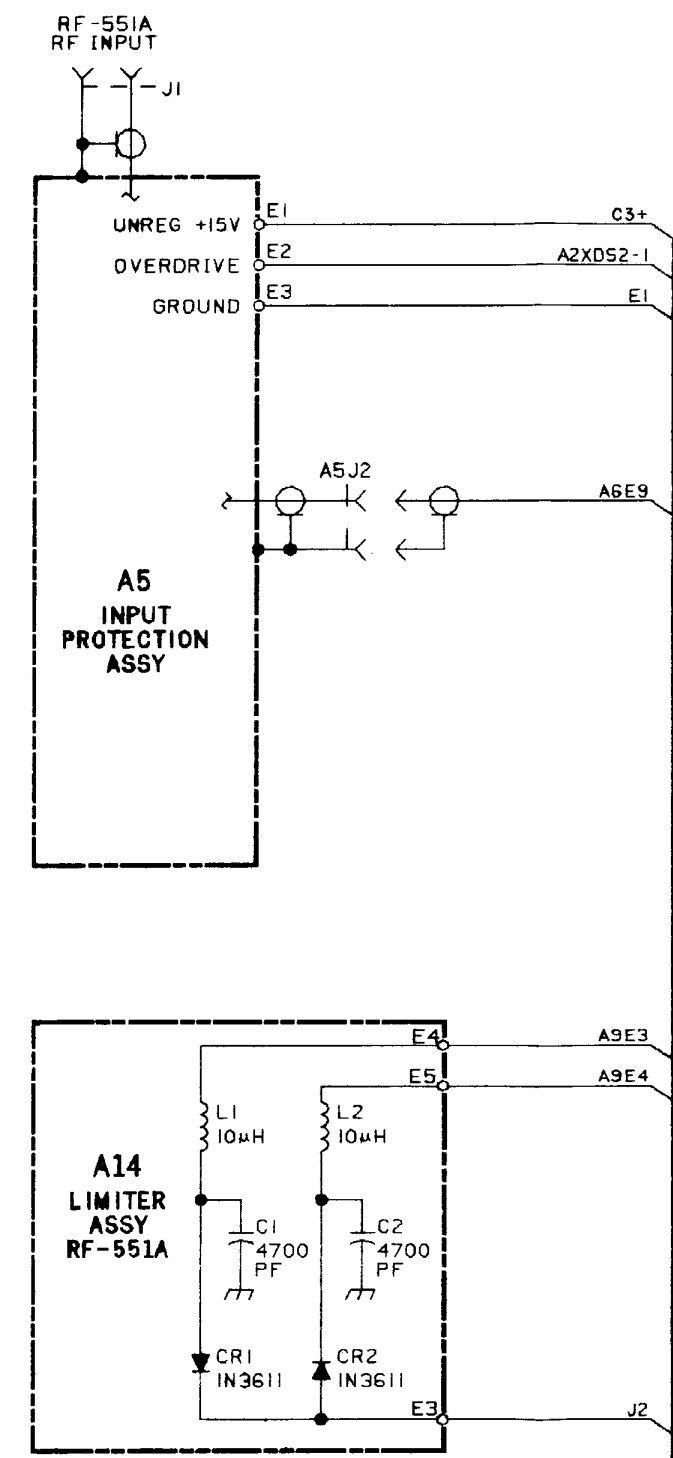 RF-551A
RF INPUT
J1
UNREG +15V
E1
C3+
OVERDRIVE
E2
A2XDS2-1
GROUND
E3
E1
A5J2
A6E9
A5
INPUT
PROTECTION
ASSY
E4
A9E3
E5
A9E4
L1
10µH
L2
10µH
A14
LIMITER
ASSY
RF-551A
C1
4700
PF
C2
4700
PF
CR1
1N3611
CR2
1N3611
E3
J2